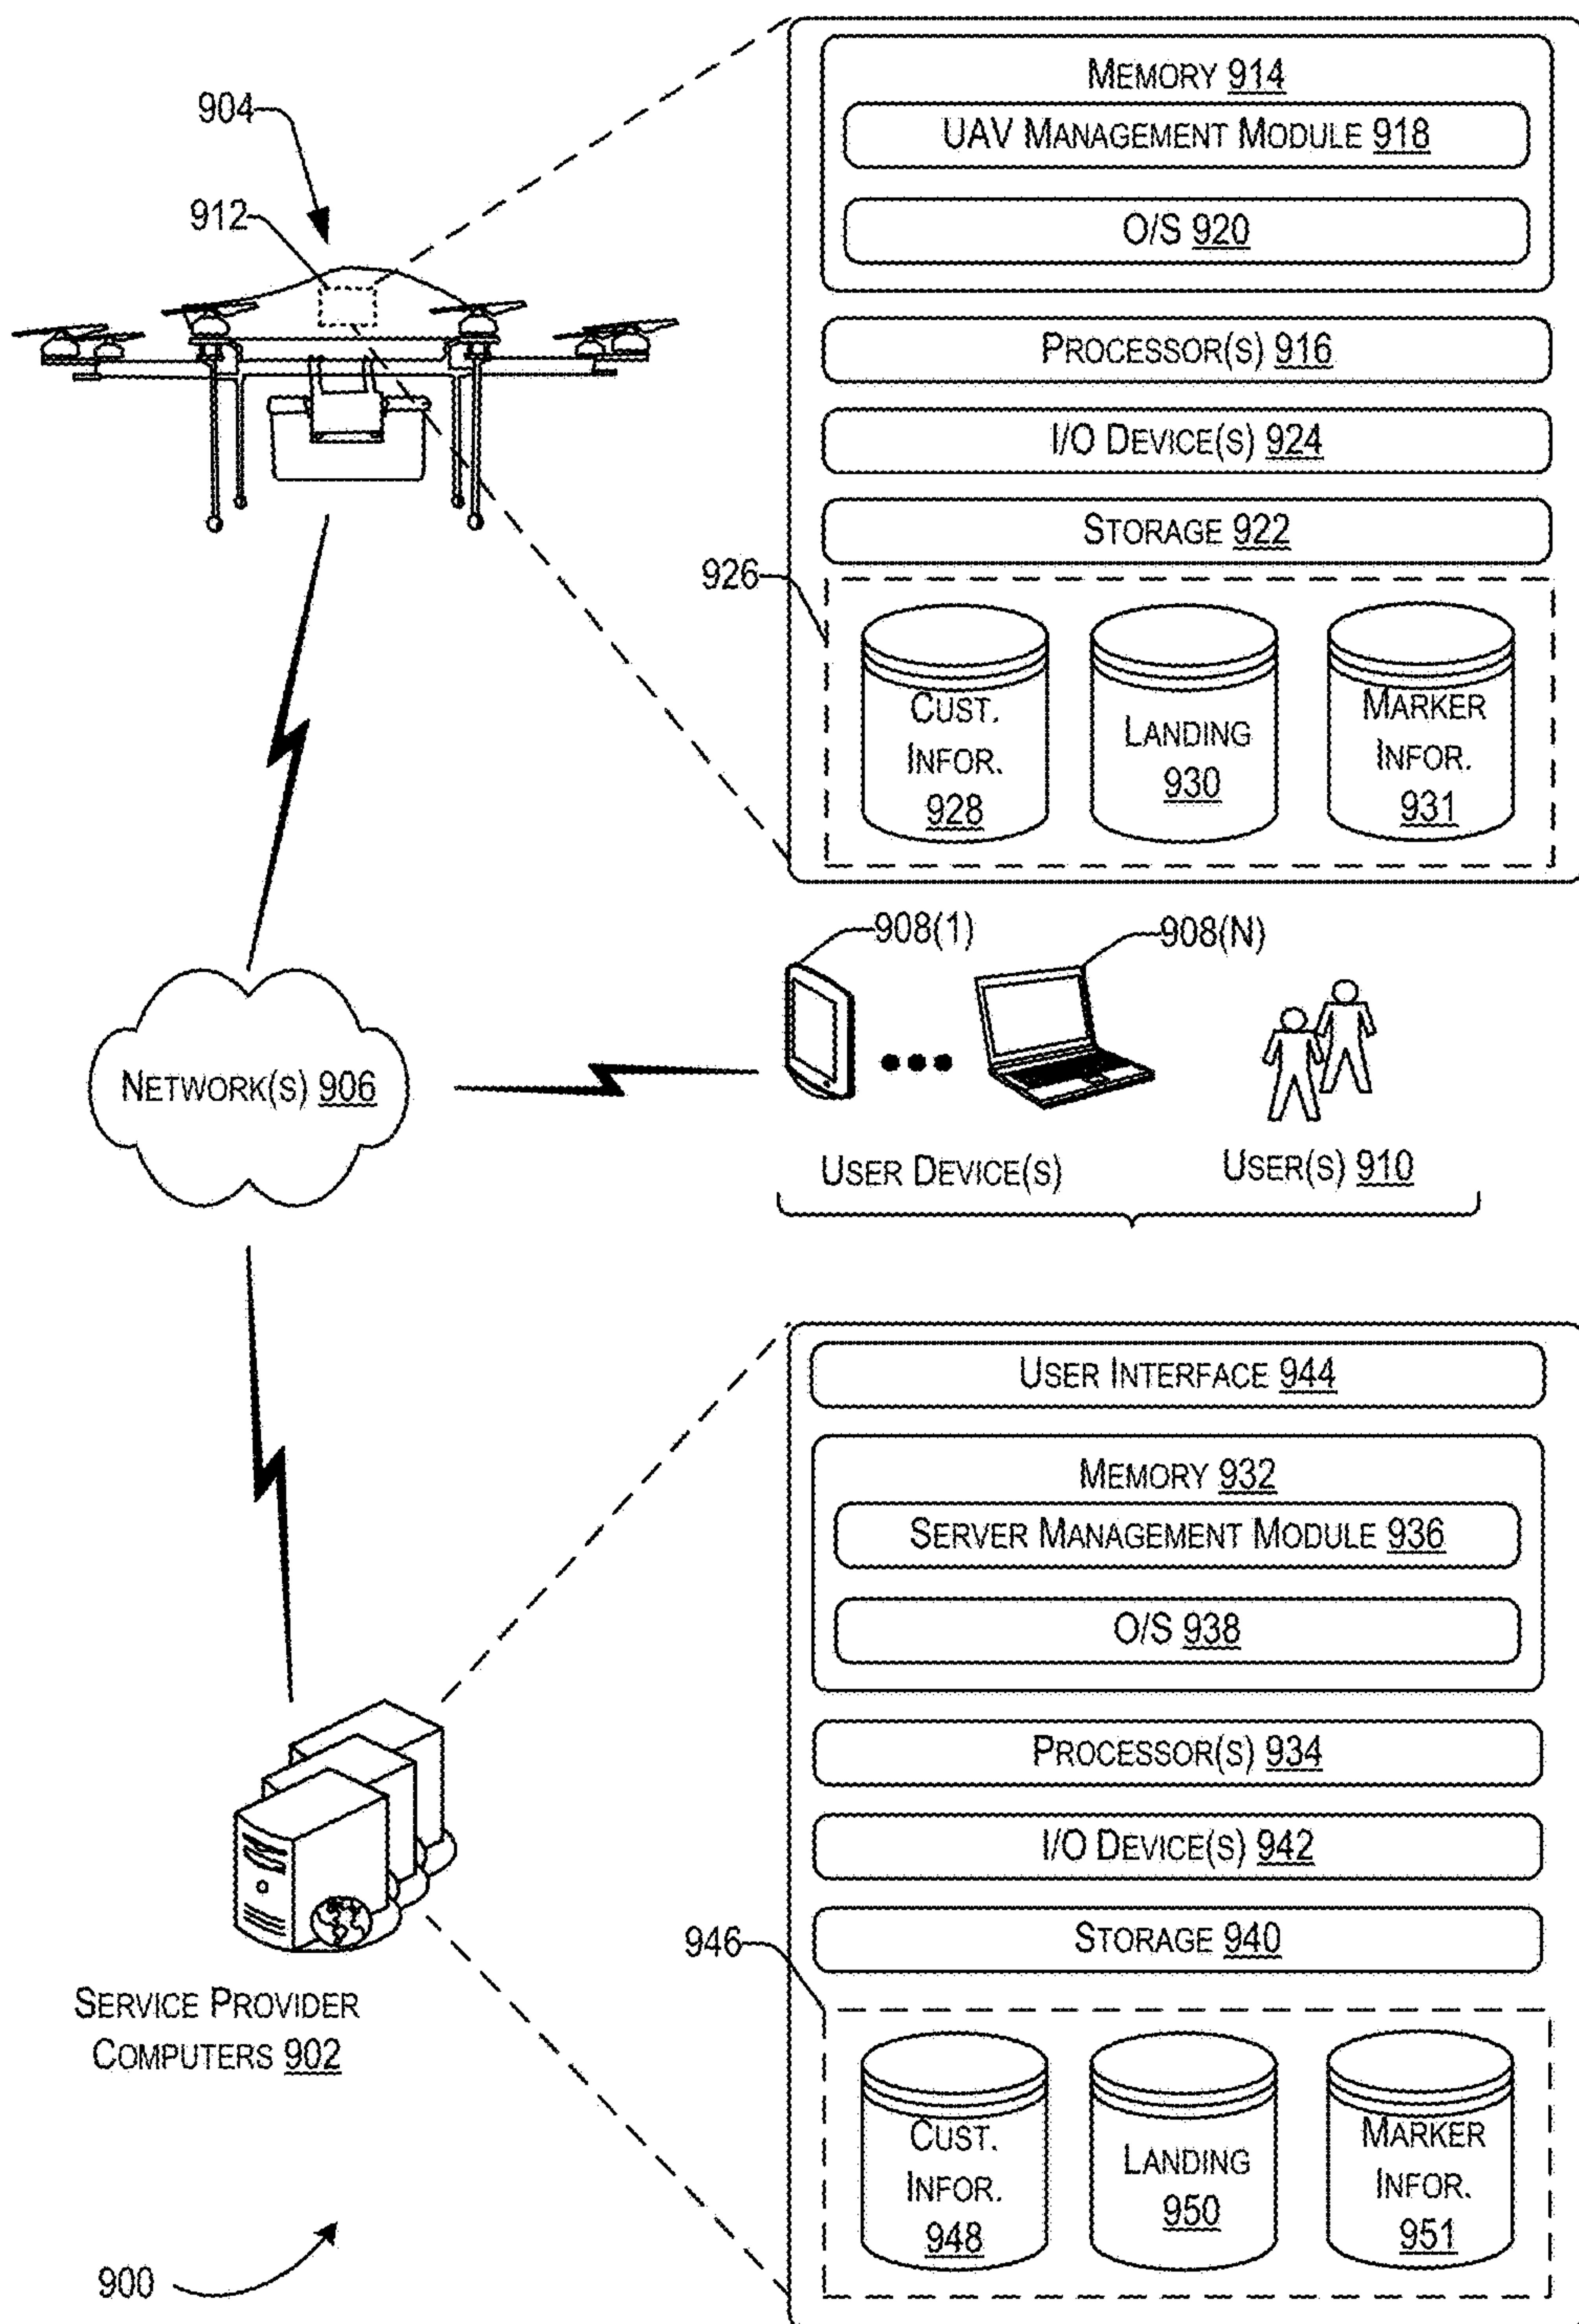 904
912
MEMORY 914
UAV MANAGEMENT MODULE 918
O/S 920
PROCESSOR(S) 916
I/O DEVICE(S) 924
STORAGE 922
926
CUST.
INFOR.
928
LANDING
930
MARKER
INFOR.
931
908(1)
908(N)
NETWORK(S) 906
USER DEVICE(S)
USER(S) 910
USER INTERFACE 944
MEMORY 932
SERVER MANAGEMENT MODULE 936
O/S 938
PROCESSOR(S) 934
I/O DEVICE(S) 942
STORAGE 940
946
SERVICE PROVIDER
COMPUTERS 902
CUST.
INFOR.
948
LANDING
950
MARKER
INFOR.
951
900